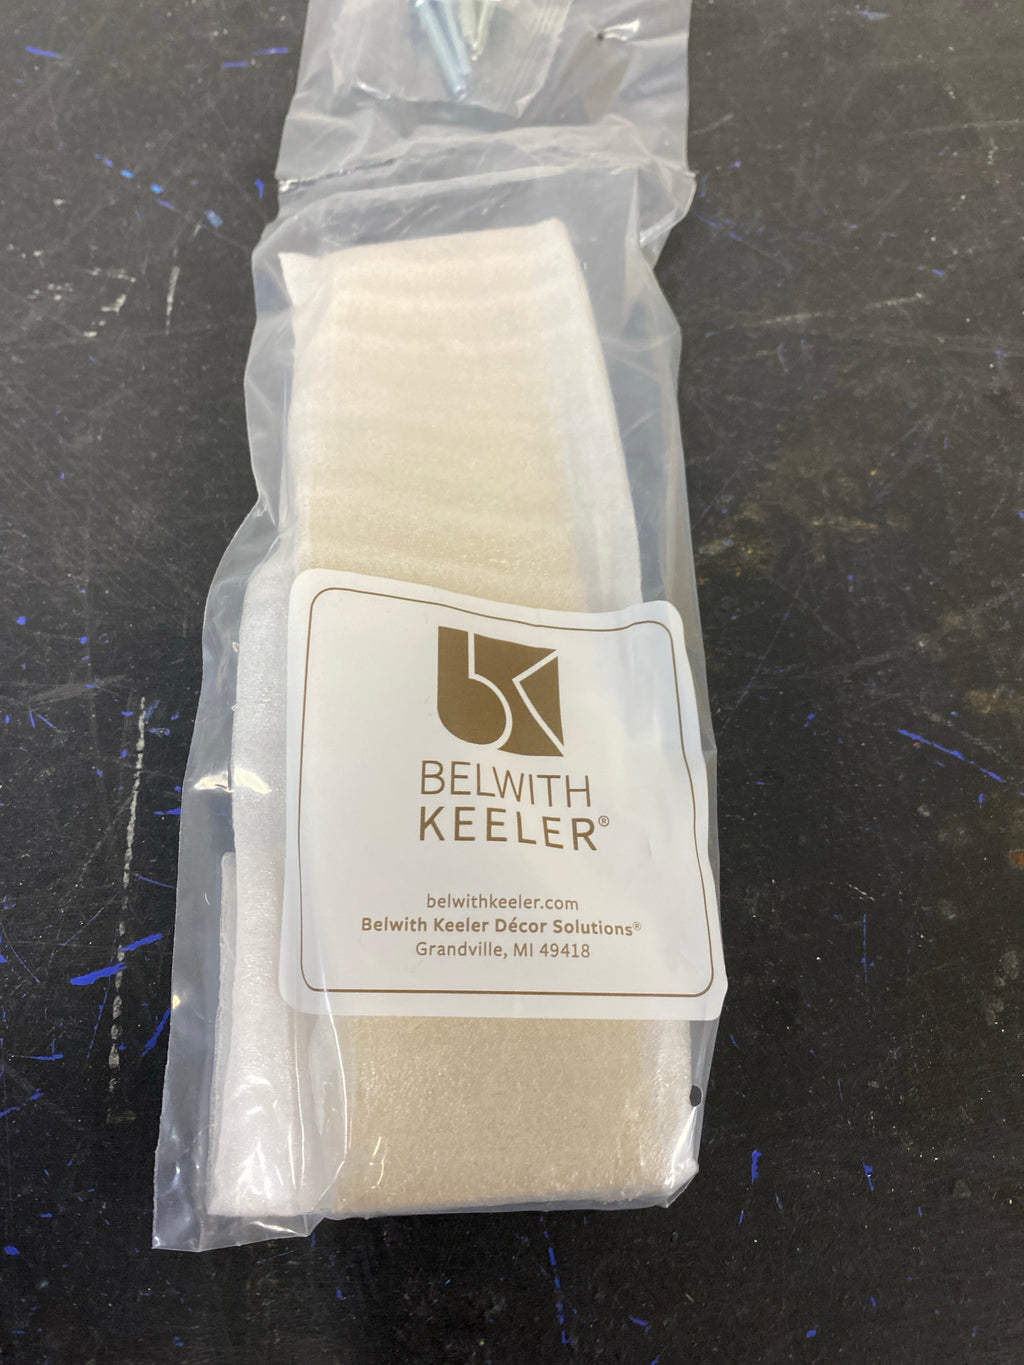 BELWITH
KEELER®
belwithkeeler.com
Belwith Keeler Décor Solutions®
Grandville, MI 49418